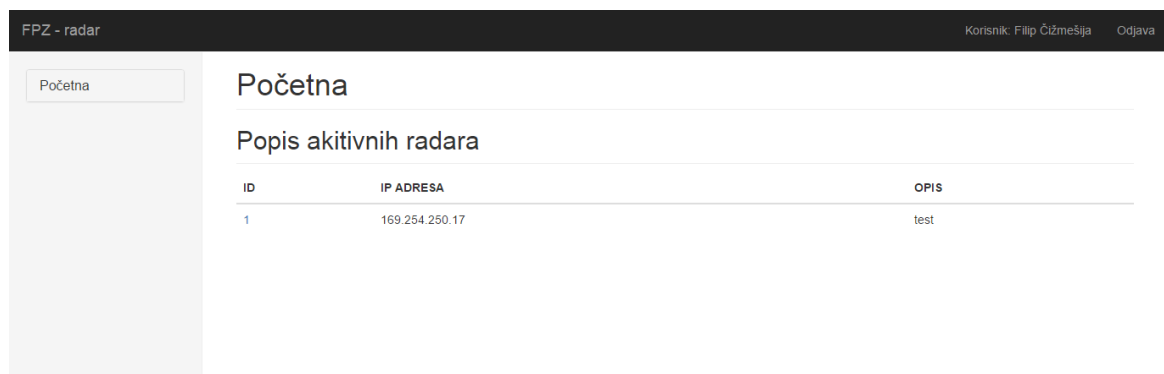 FPZ - radar Korisnik: Filip Čižmešija Odjava
Početna
Početna
Popis akitivnih radara
ID IP ADRESA OPIS
1 169.254.250.17 test